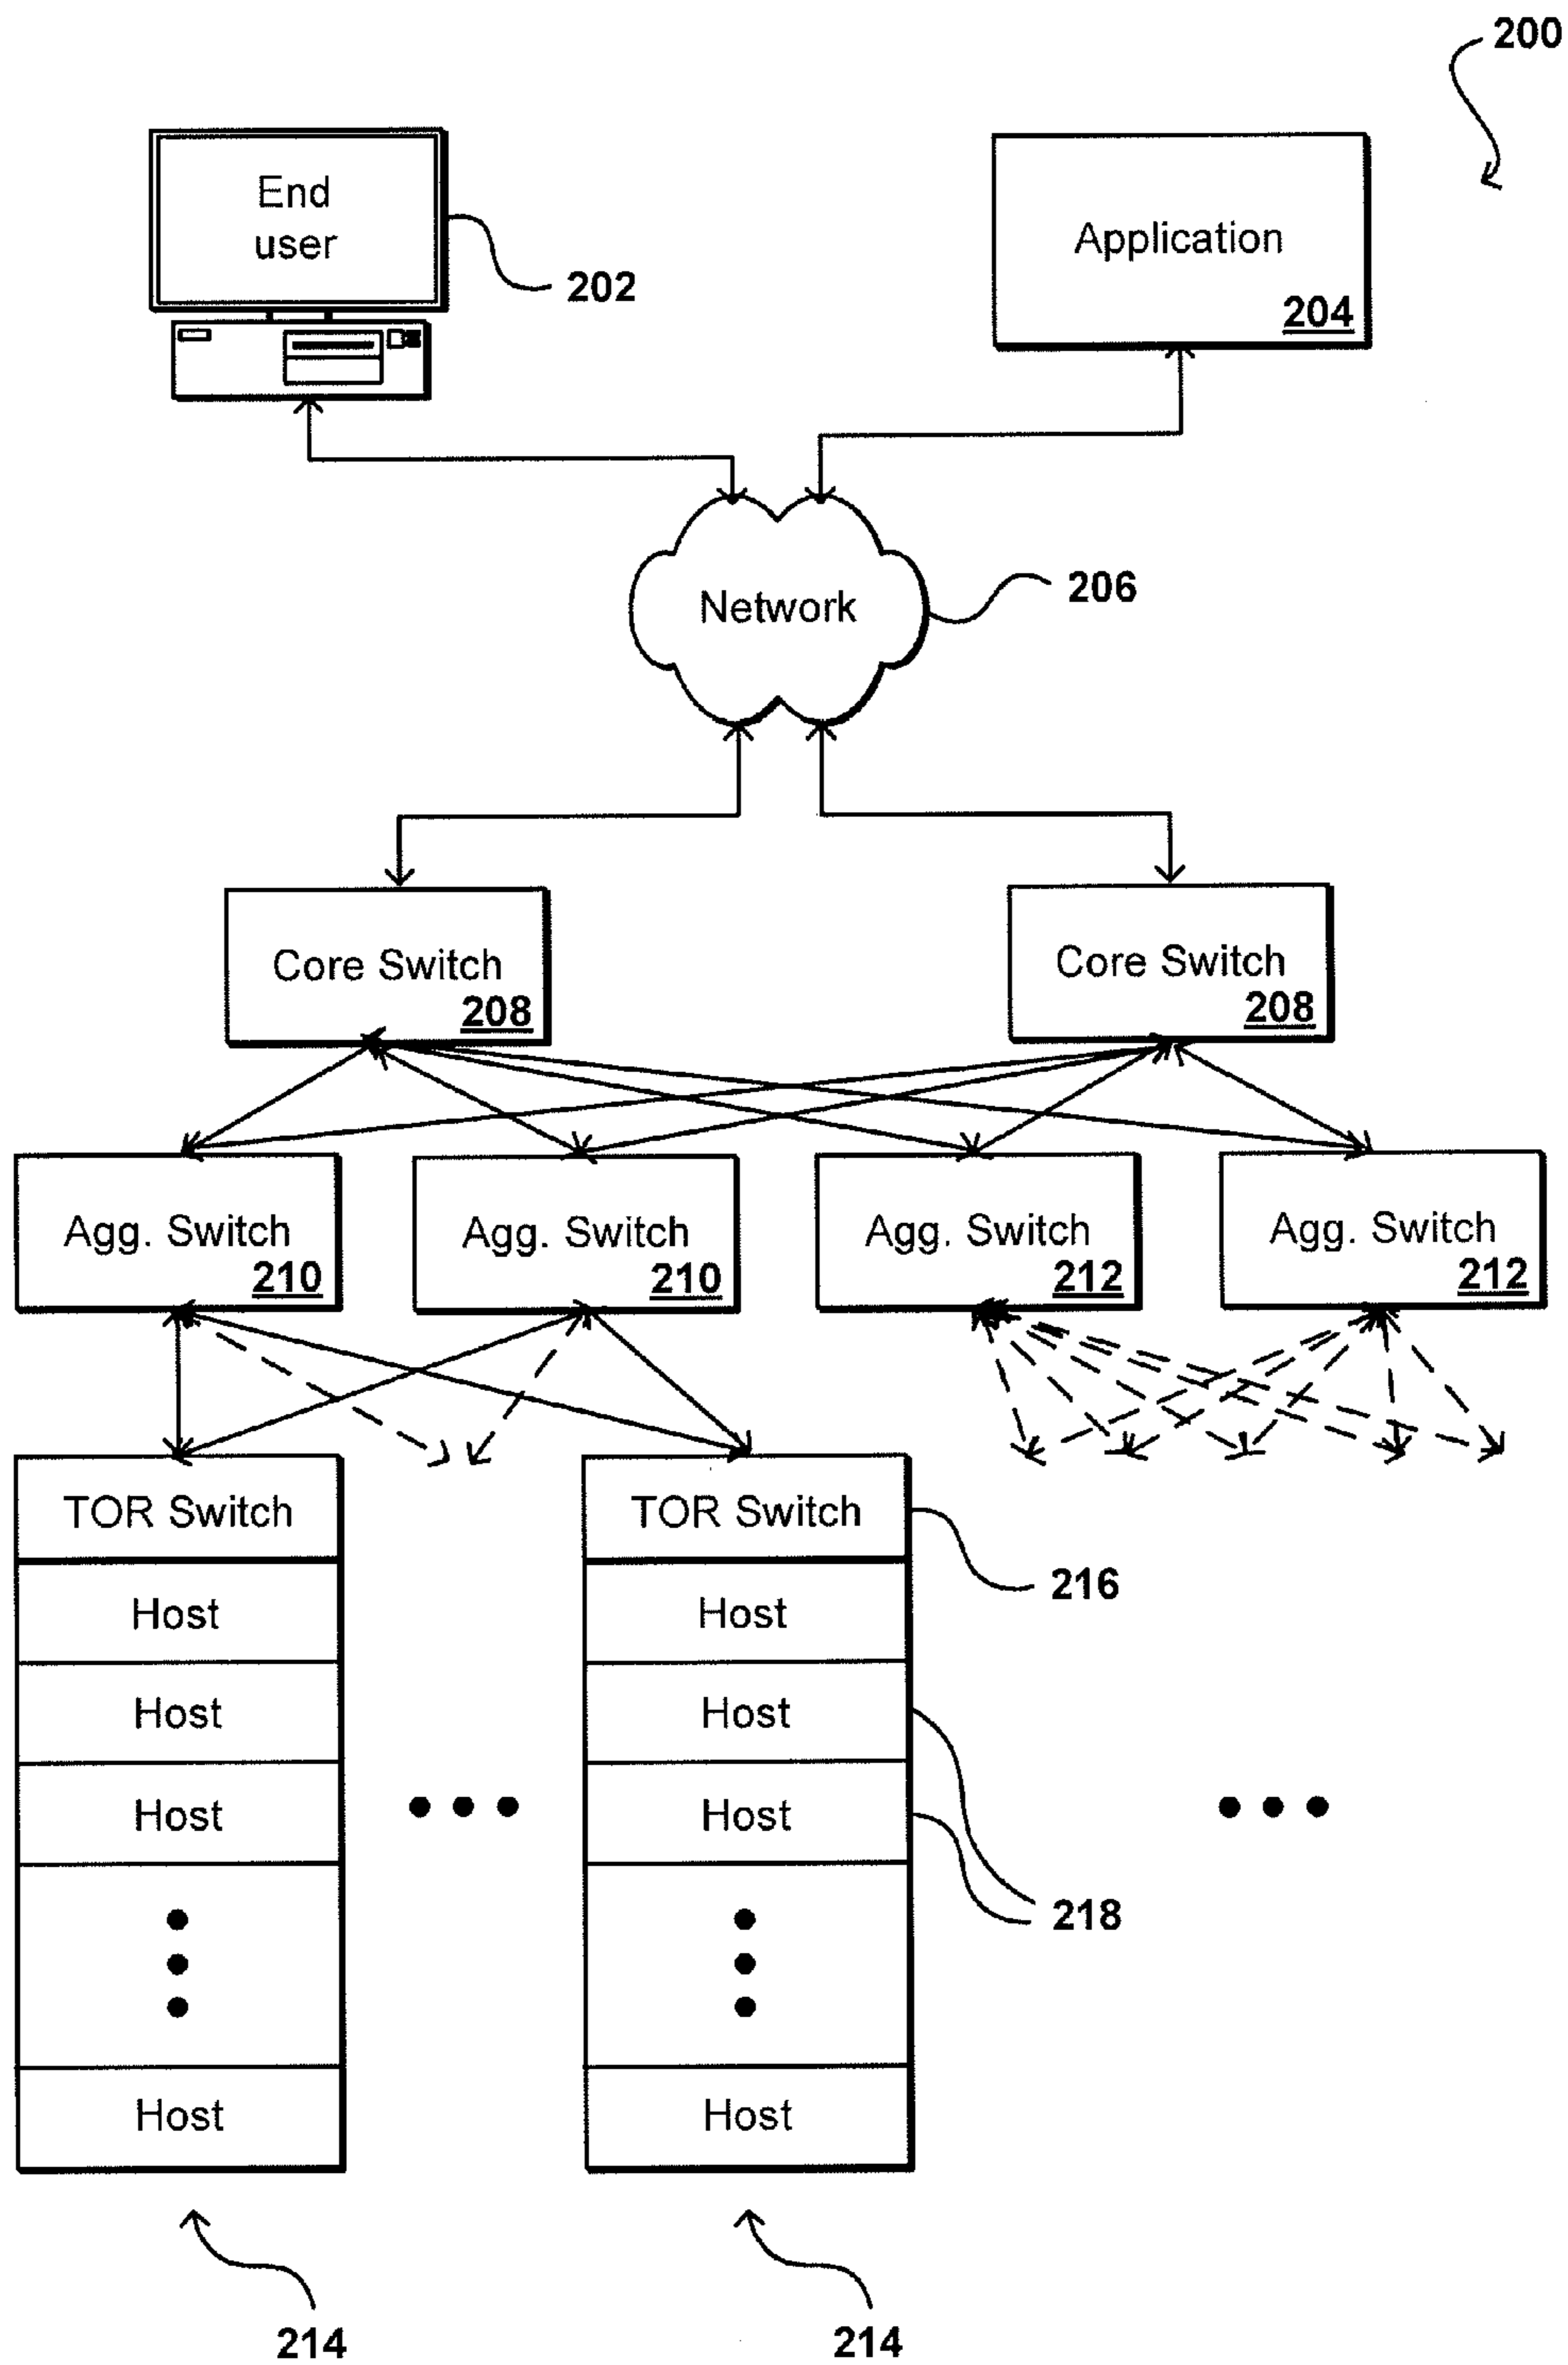 200
End
user
202
Application
204
Network
206
Core Switch
208
Core Switch
208
Agg. Switch
210
Agg. Switch
210
Agg. Switch
212
Agg. Switch
212
TOR Switch
Host
Host
Host
Host
TOR Switch
216
Host
Host
Host
218
Host
214
214